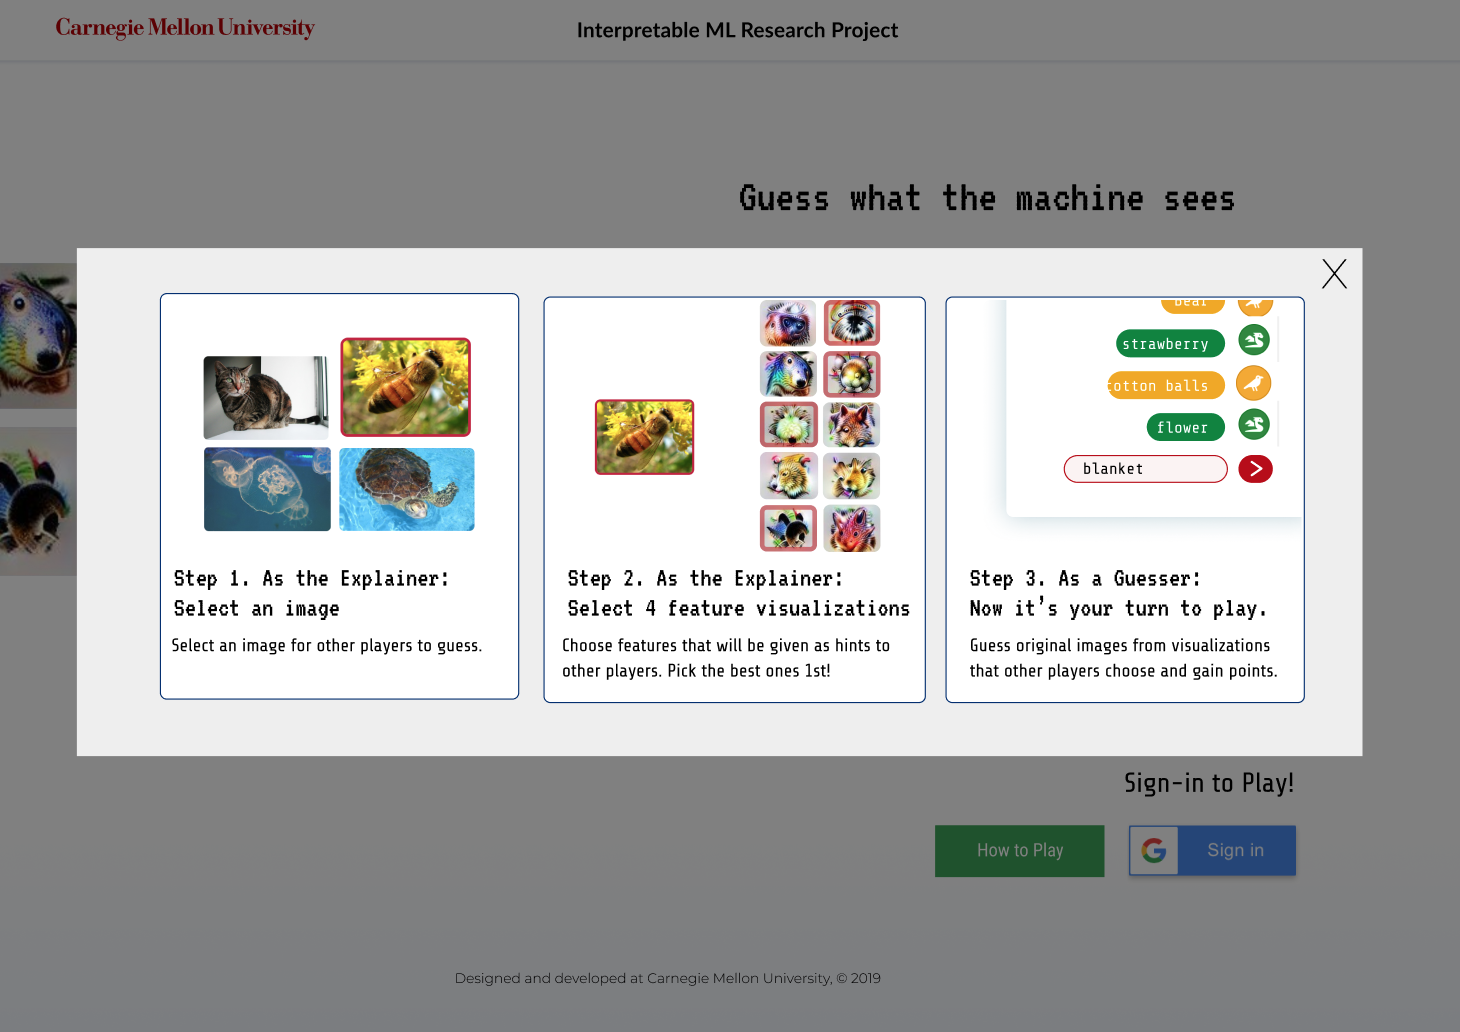 Carnegie Mellon University
Interpretable ML Research Project
Guess what the machine sees
X
bear
strawberry
cotton balls
flower
blanket
Step 1. As the Explainer:
Select an image
Select an image for other players to guess.
Step 2. As the Explainer:
Select 4 feature visualizations
Choose features that will be given as hints to
other players. Pick the best ones 1st!
Step 3. As a Guesser:
Now it's your turn to play.
Guess original images from visualizations
that other players choose and gain points.
Sign-in to Play!
How to Play
G Sign in
Designed and developed at Carnegie Mellon University, © 2019